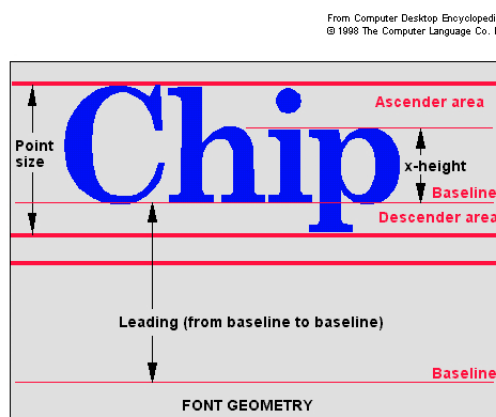 From Computer Desktop Encyclopedi
© 1998 The Computer Language Co.
Chip
Ascender area
Point
size
x-height
Baseline
Descender area
Leading (from baseline to baseline)
Baseline
FONT GEOMETRY